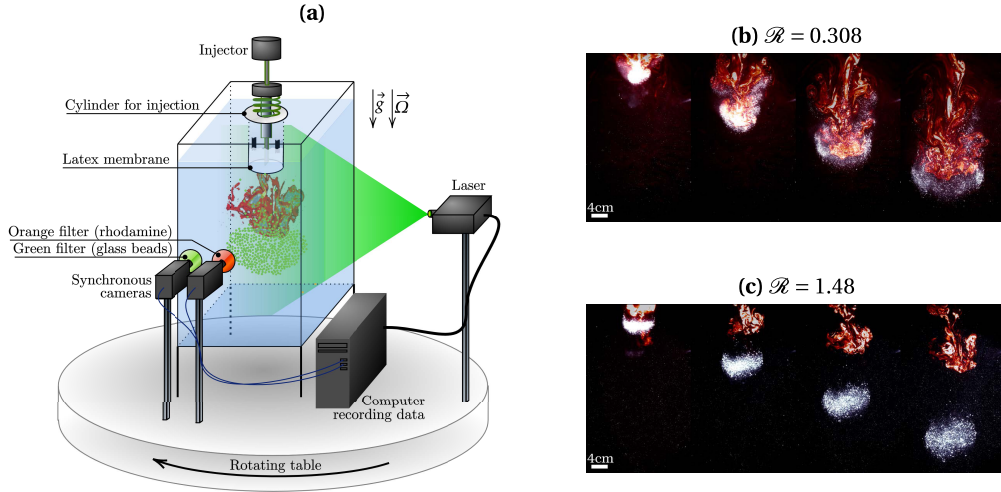 (a)
Injector
Cylinder for injection
g⃗ Ω⃗
Latex membrane
Laser
Orange filter (rhodamine)
Green filter (glass beads)
Synchronous
cameras
Computer
recording data
Rotating table
(b) ℛ = 0.308
4cm
(c) ℛ = 1.48
4cm